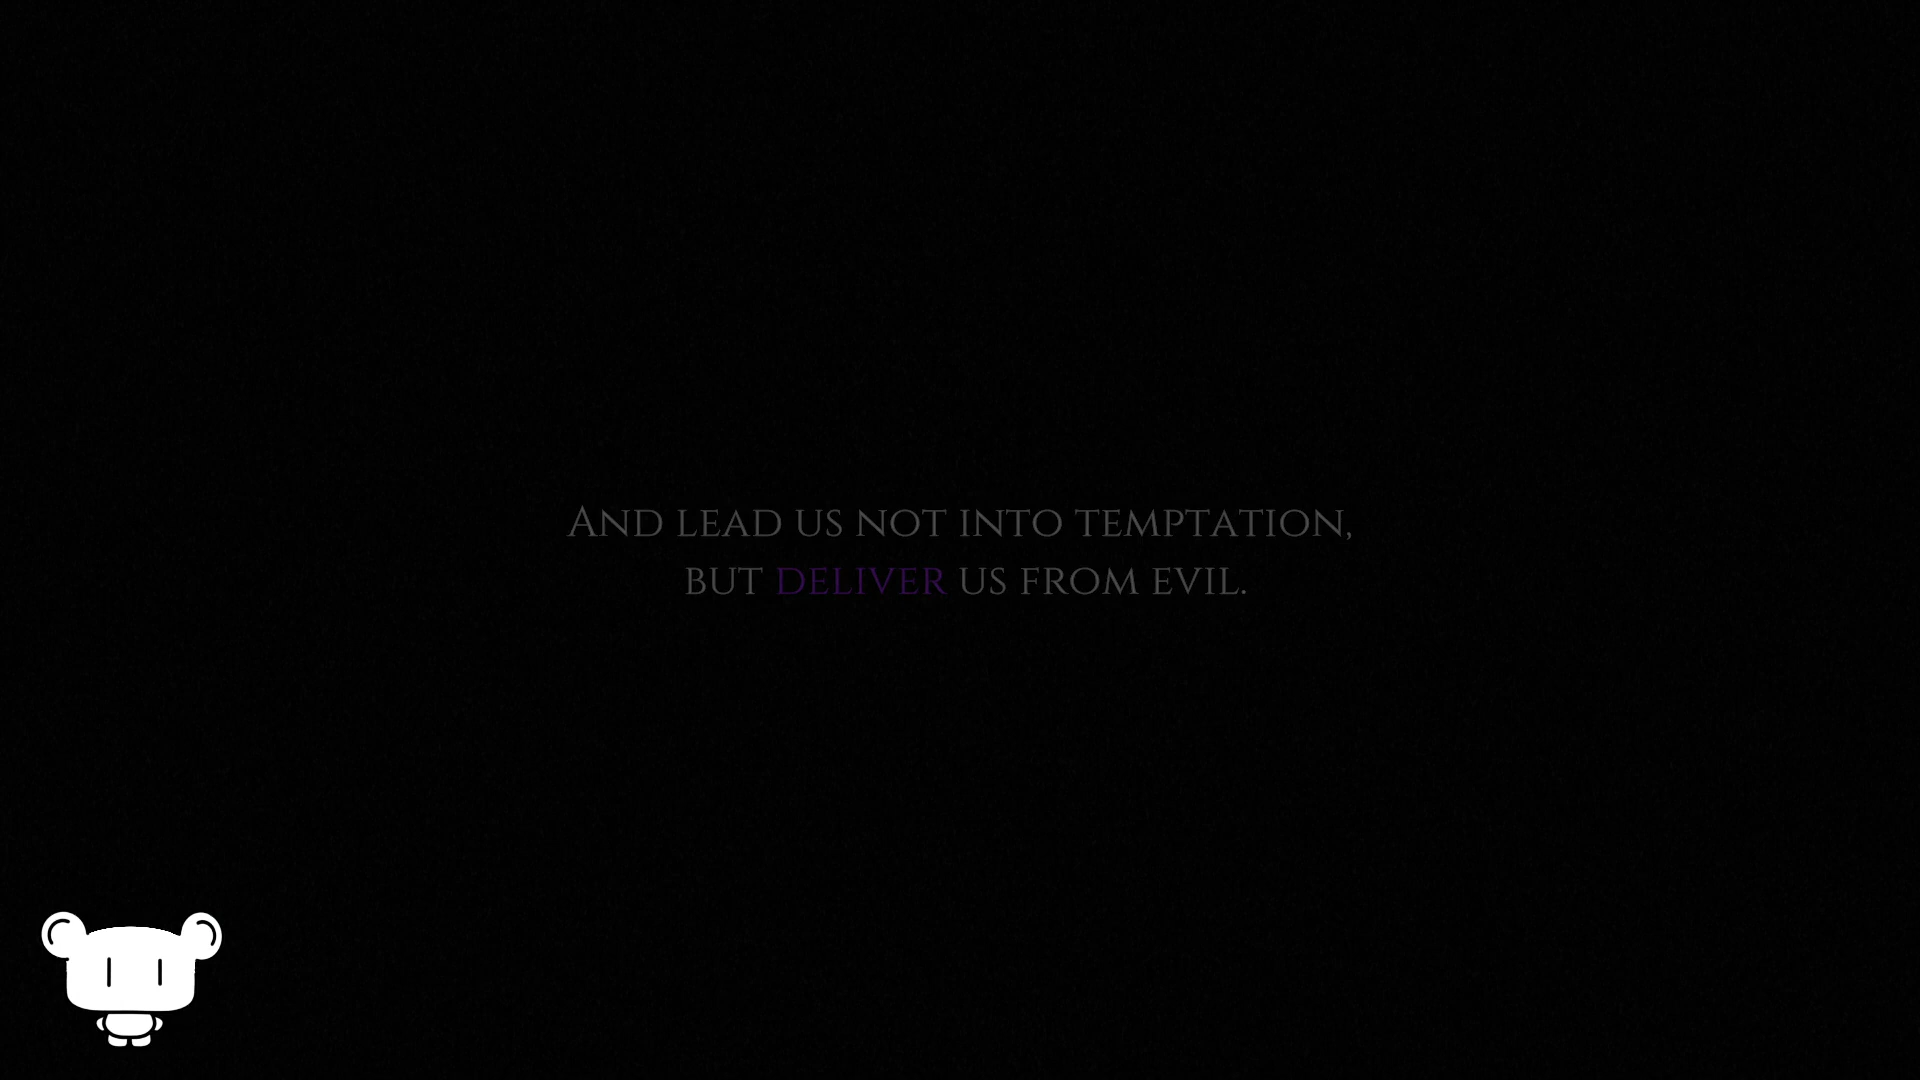 And lead us not into temptation,
but deliver us from evil.